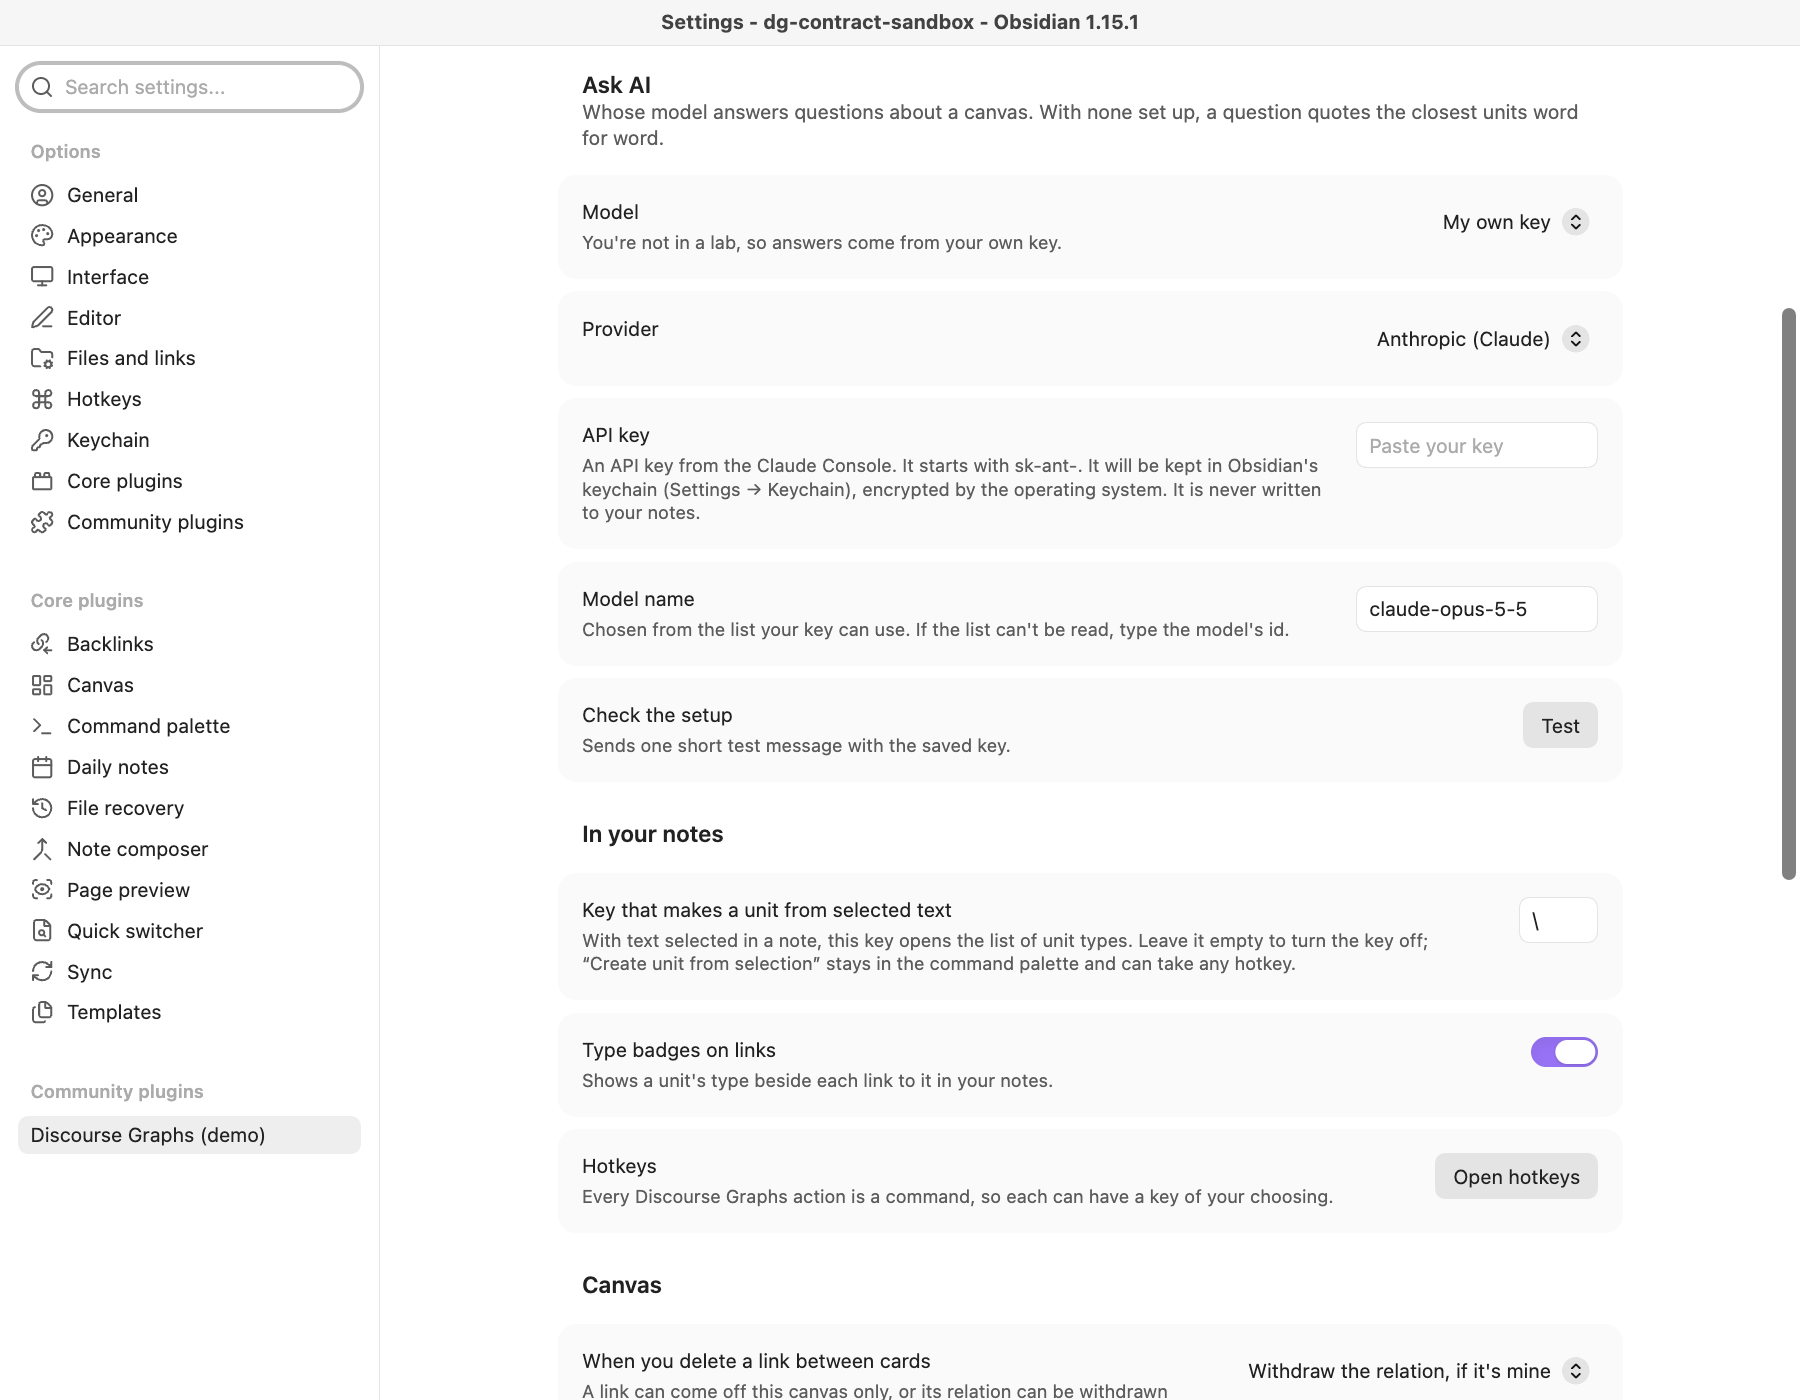 Settings - dg-contract-sandbox - Obsidian 1.15.1
Search settings...
Options
General
Appearance
Interface
Editor
Files and links
Hotkeys
Keychain
Core plugins
Community plugins
Core plugins
Backlinks
Canvas
Command palette
Daily notes
File recovery
Note composer
Page preview
Quick switcher
Sync
Templates
Community plugins
Discourse Graphs (demo)
Ask AI
Whose model answers questions about a canvas. With none set up, a question quotes the closest units word
for word.
Model
You're not in a lab, so answers come from your own key.
My own key
Provider
Anthropic (Claude)
API key
An API key from the Claude Console. It starts with sk-ant-. It will be kept in Obsidian's
keychain (Settings → Keychain), encrypted by the operating system. It is never written
to your notes.
Paste your key
Model name
Chosen from the list your key can use. If the list can't be read, type the model's id.
claude-opus-5-5
Check the setup
Sends one short test message with the saved key.
Test
In your notes
Key that makes a unit from selected text
With text selected in a note, this key opens the list of unit types. Leave it empty to turn the key off;
“Create unit from selection” stays in the command palette and can take any hotkey.
\
Type badges on links
Shows a unit's type beside each link to it in your notes.
Hotkeys
Every Discourse Graphs action is a command, so each can have a key of your choosing.
Open hotkeys
Canvas
When you delete a link between cards
A link can come off this canvas only, or its relation can be withdrawn
Withdraw the relation, if it's mine